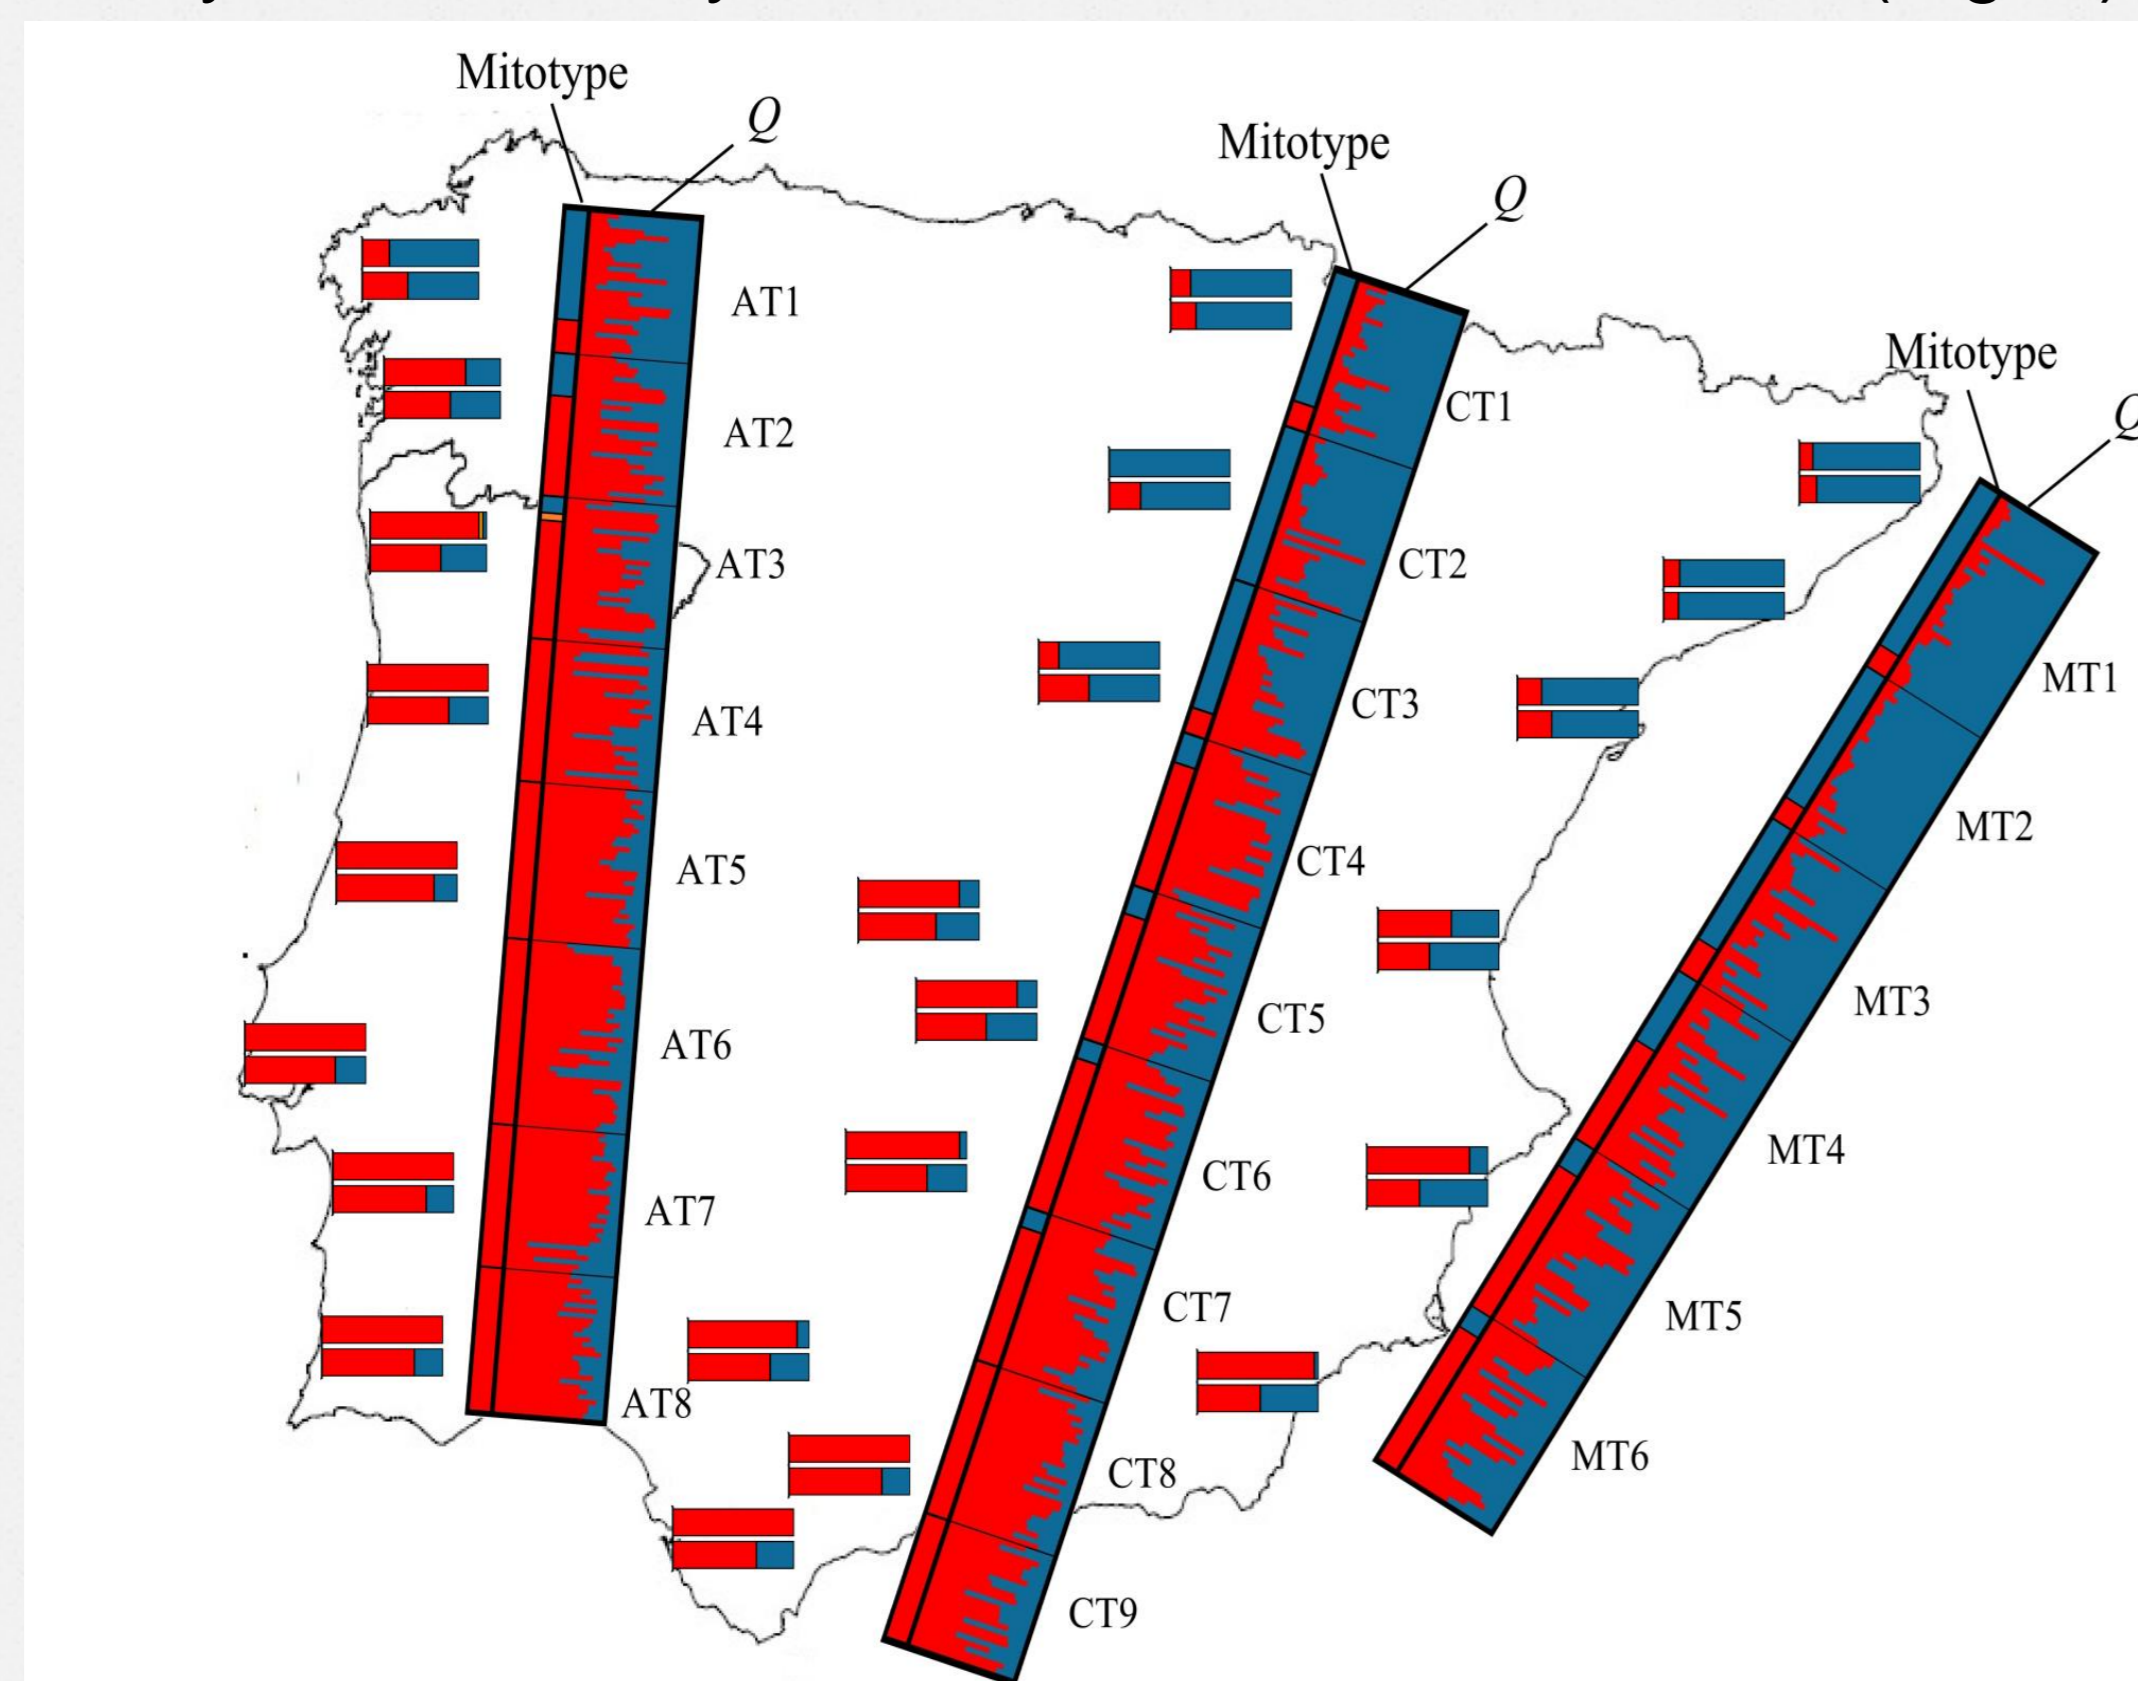 Mitotype
Q
Mitotype
Q
Mitotype
AT1
AT2
AT3
AT4
AT5
AT6
AT7
AT8
CT1
CT2
CT3
CT4
CT5
CT6
CT7
CT8
CT9
MT1
MT2
MT3
MT4
MT5
MT6